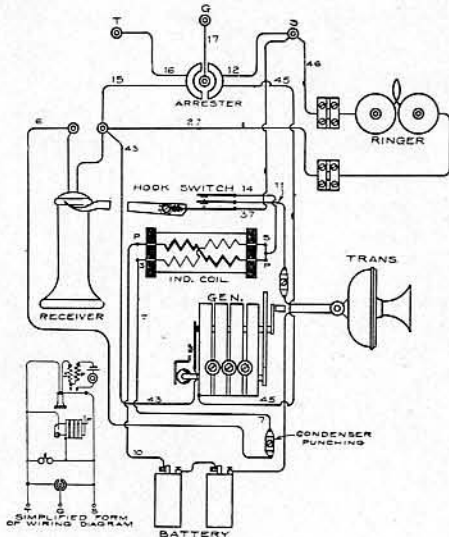 T
G
S
17
16
12
ARRESTER
15
45
46
6
27
43
RINGER
HOOK SWITCH
14
11
37
P
S
S
P
IND. COIL
TRANS.
RECEIVER
GEN.
43
45
7
CONDENSER
PUNCHING
10
T
G
S
SIMPLIFIED FORM
OF WIRING DIAGRAM
BATTERY